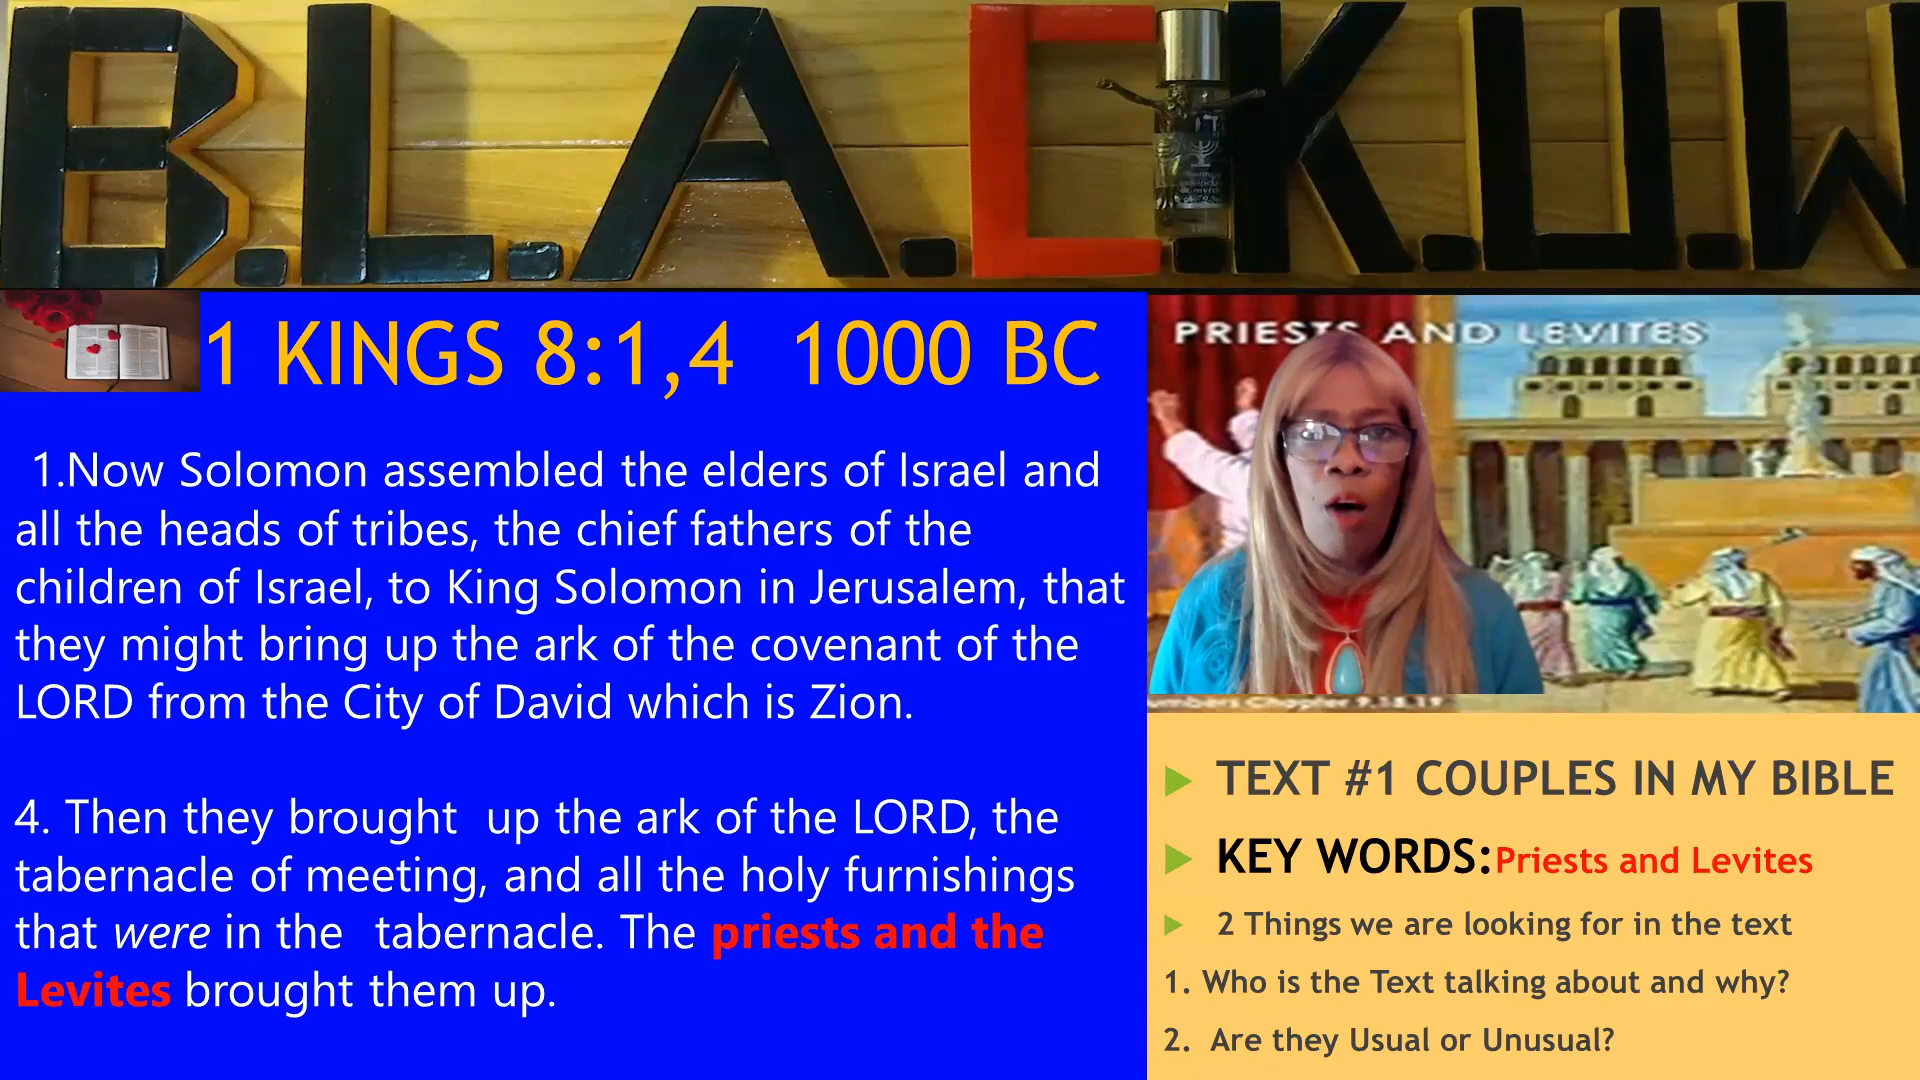 B.L.A.C.K.U.W
1 KINGS 8:1,4 1000 BC
1.Now Solomon assembled the elders of Israel and
all the heads of tribes, the chief fathers of the
children of Israel, to King Solomon in Jerusalem, that
they might bring up the ark of the covenant of the
LORD from the City of David which is Zion.
4. Then they brought up the ark of the LORD, the
tabernacle of meeting, and all the holy furnishings
that were in the tabernacle. The priests and the
Levites brought them up.
PRIESTS AND LEVITES
Chapter 9.18.19
TEXT #1 COUPLES IN MY BIBLE
KEY WORDS:Priests and Levites
2 Things we are looking for in the text
1. Who is the Text talking about and why?
2. Are they Usual or Unusual?